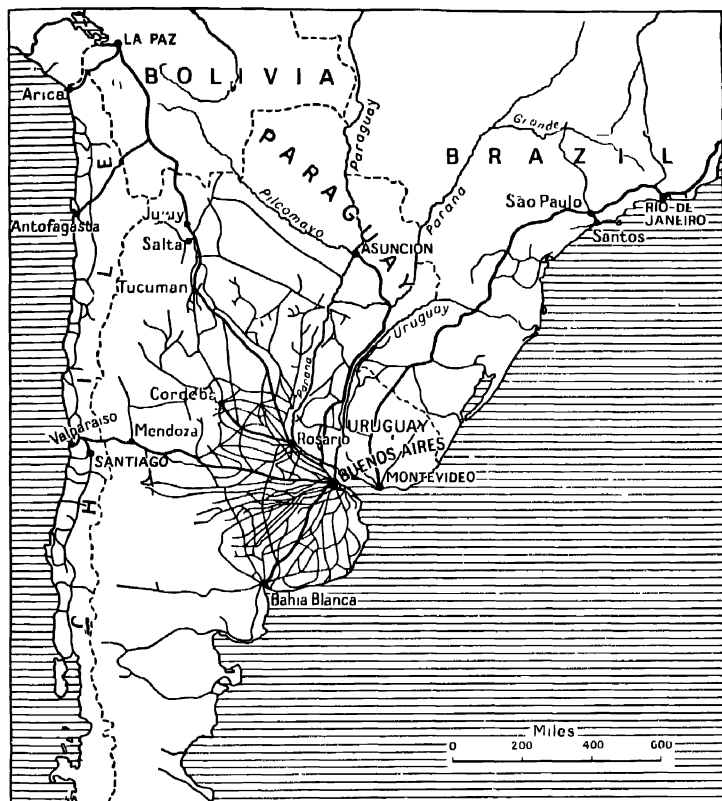 LA PAZ
BOLIVIA
Arica
PARAGUAY
Paraguay
Grande
BRAZIL
Pilcomayo
Parana
São Paulo
RIO-DE
JANEIRO
Santos
Antofagasta
Jujuy
Salta
ASUNCION
Tucuman
Uruguay
Parana
CHILE
Cordeba
URUGUAY
Valparaiso
Mendoza
Rosario
SANTIAGO
BUENOS AIRES
MONTEVIDEO
Bahia Blanca
Miles
0 200 400 600